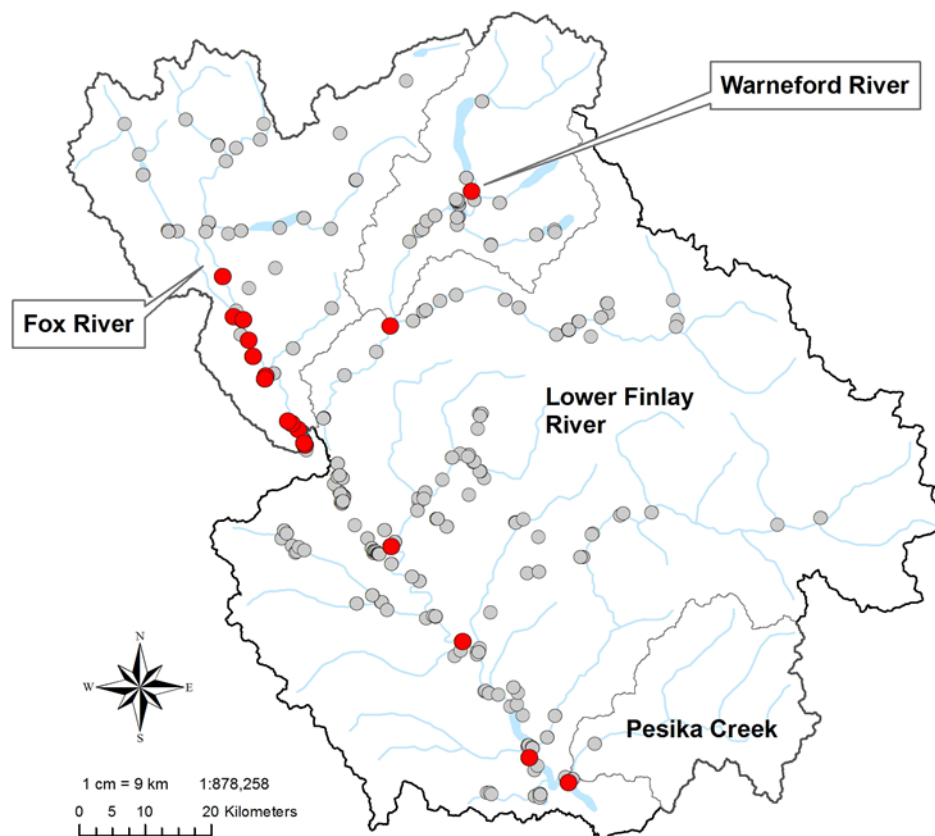 Warneford River
Fox River
Lower Finlay
River
Pesika Creek
N
W
E
S
1 cm = 9 km
1:878,258
0 5 10 20 Kilometers